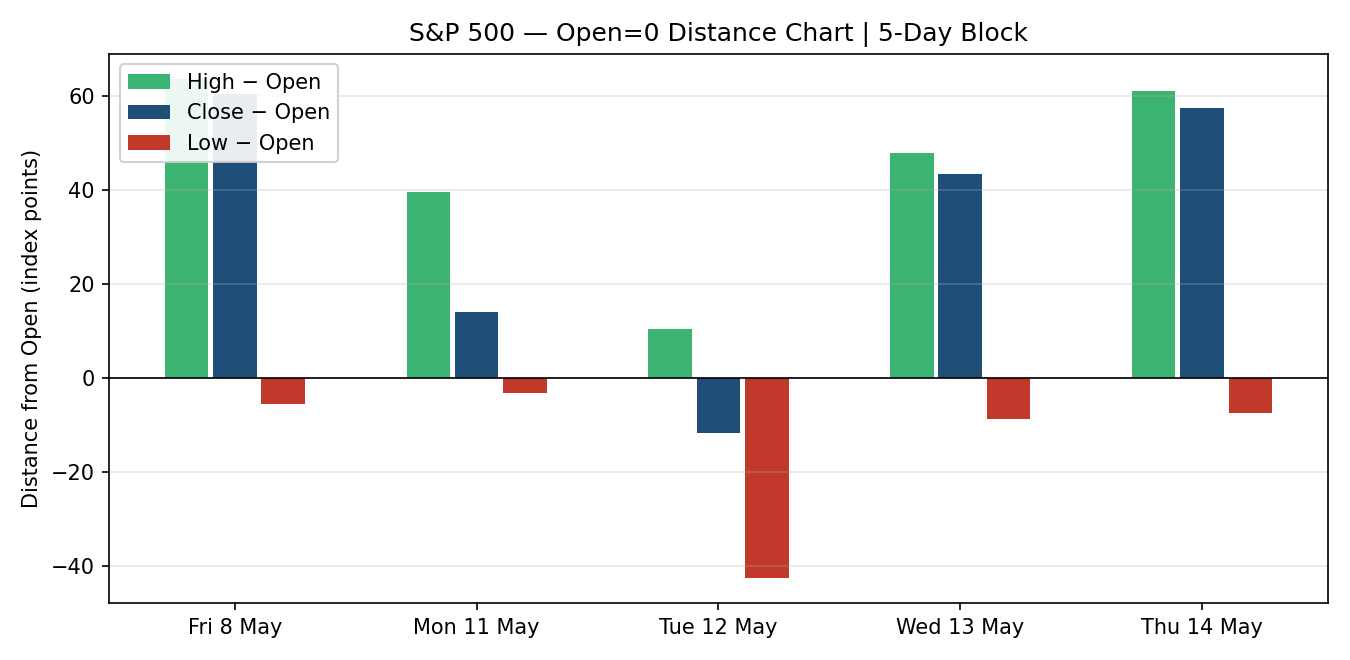 S&P 500 — Open=0 Distance Chart | 5-Day Block
High − Open
Close − Open
Low − Open
Distance from Open (index points)
60
40
20
0
−20
−40
Fri 8 May
Mon 11 May
Tue 12 May
Wed 13 May
Thu 14 May